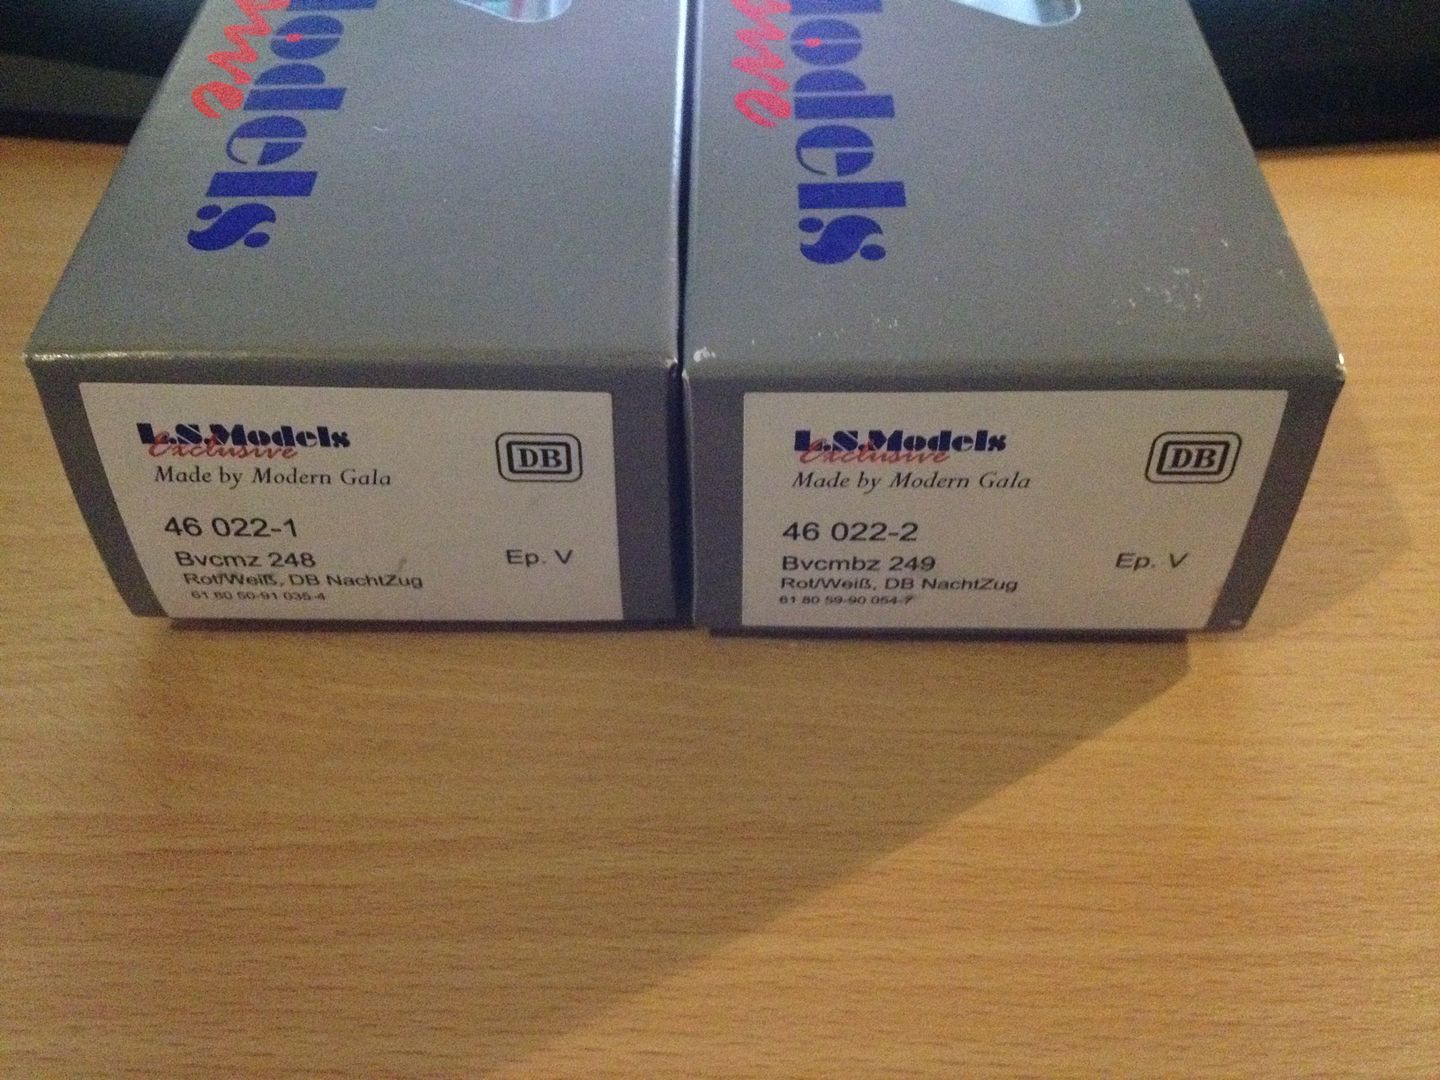 Models
Models
L.S.Models
Exclusive
Made by Modern Gala
DB
46 022-1
Bvcmz 248
Ep. V
Rot/Weiß, DB NachtZug
61 80 50-91 035-4
L.S.Models
Exclusive
Made by Modern Gala
DB
46 022-2
Bvcmbz 249
Ep. V
Rot/Weiß, DB NachtZug
61 80 59-90 054-7